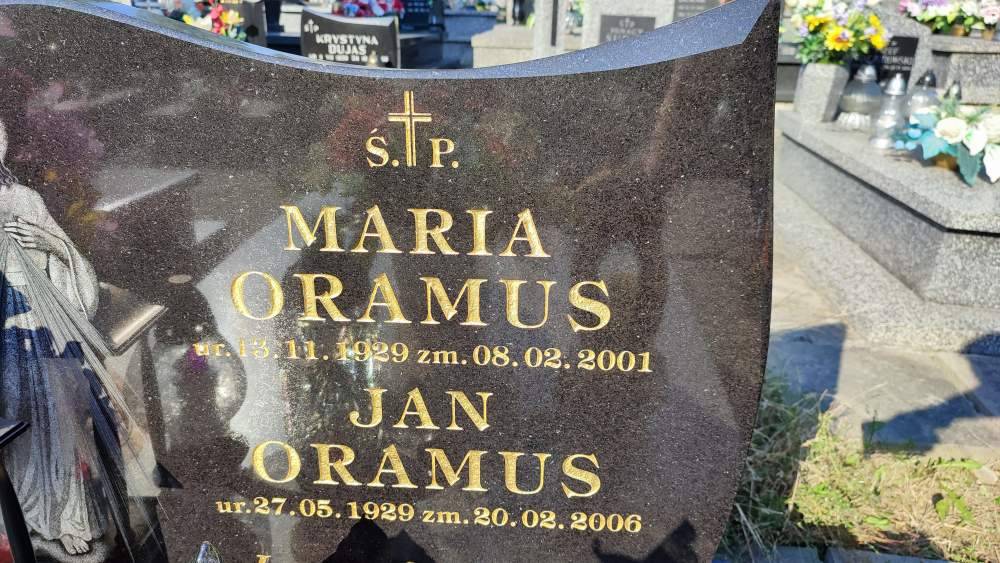 Ś.P.
KRYSTYNA
DUJAŚ
Ś.P.
MARIA
ORAMUS
ur. 13.11.1929 zm. 08.02.2001
JAN
ORAMUS
ur. 27.05.1929 zm. 20.02.2006